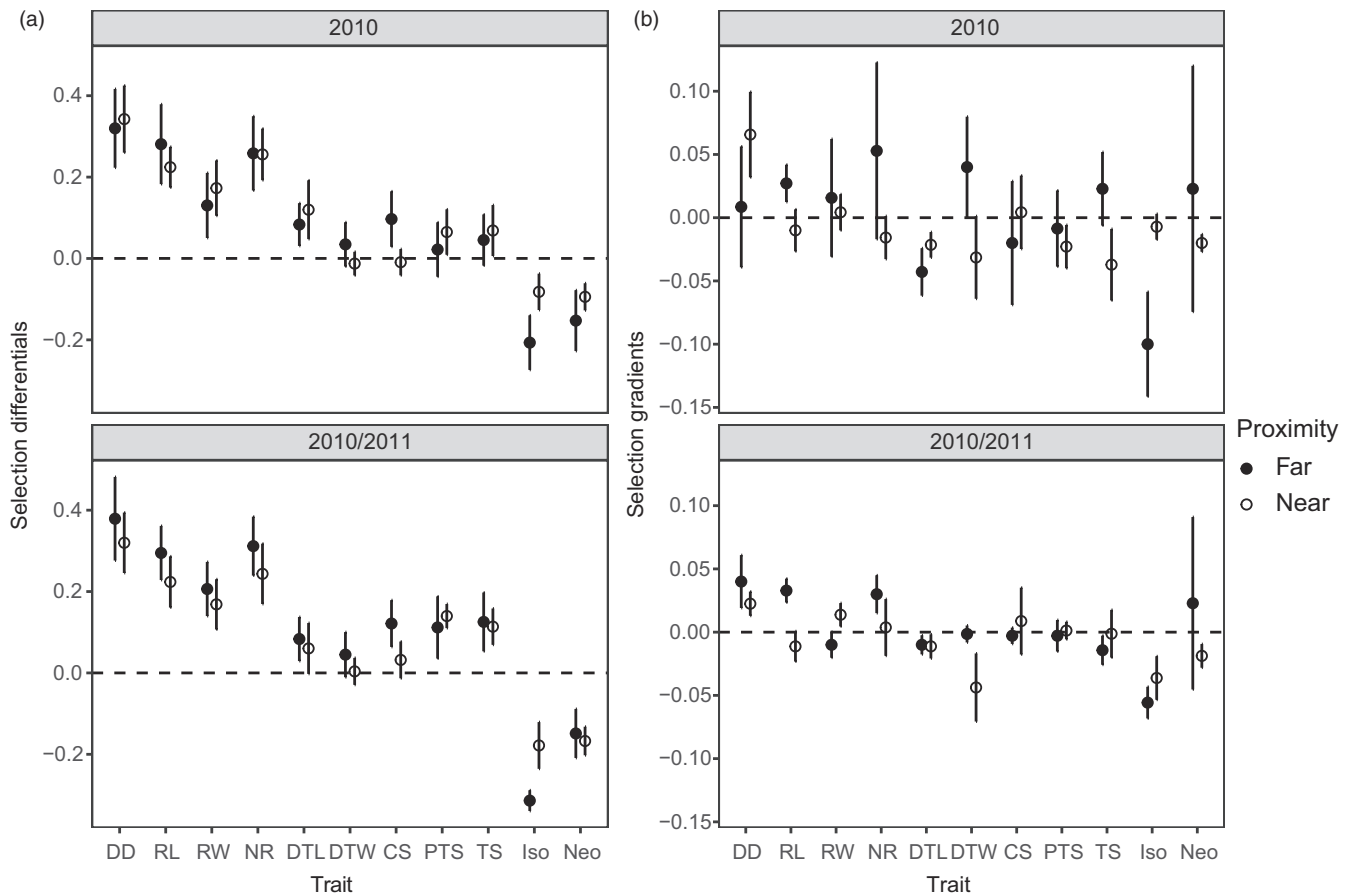 (a)
2010
0.4
0.2
0.0
−0.2
2010/2011
0.4
0.2
0.0
−0.2
Selection differentials
DD RL RW NR DTL DTW CS PTS TS Iso Neo
Trait
(b)
2010
0.10
0.05
0.00
−0.05
−0.10
−0.15
2010/2011
0.10
0.05
0.00
−0.05
−0.10
−0.15
Selection gradients
DD RL RW NR DTL DTW CS PTS TS Iso Neo
Trait
Proximity
Far
Near